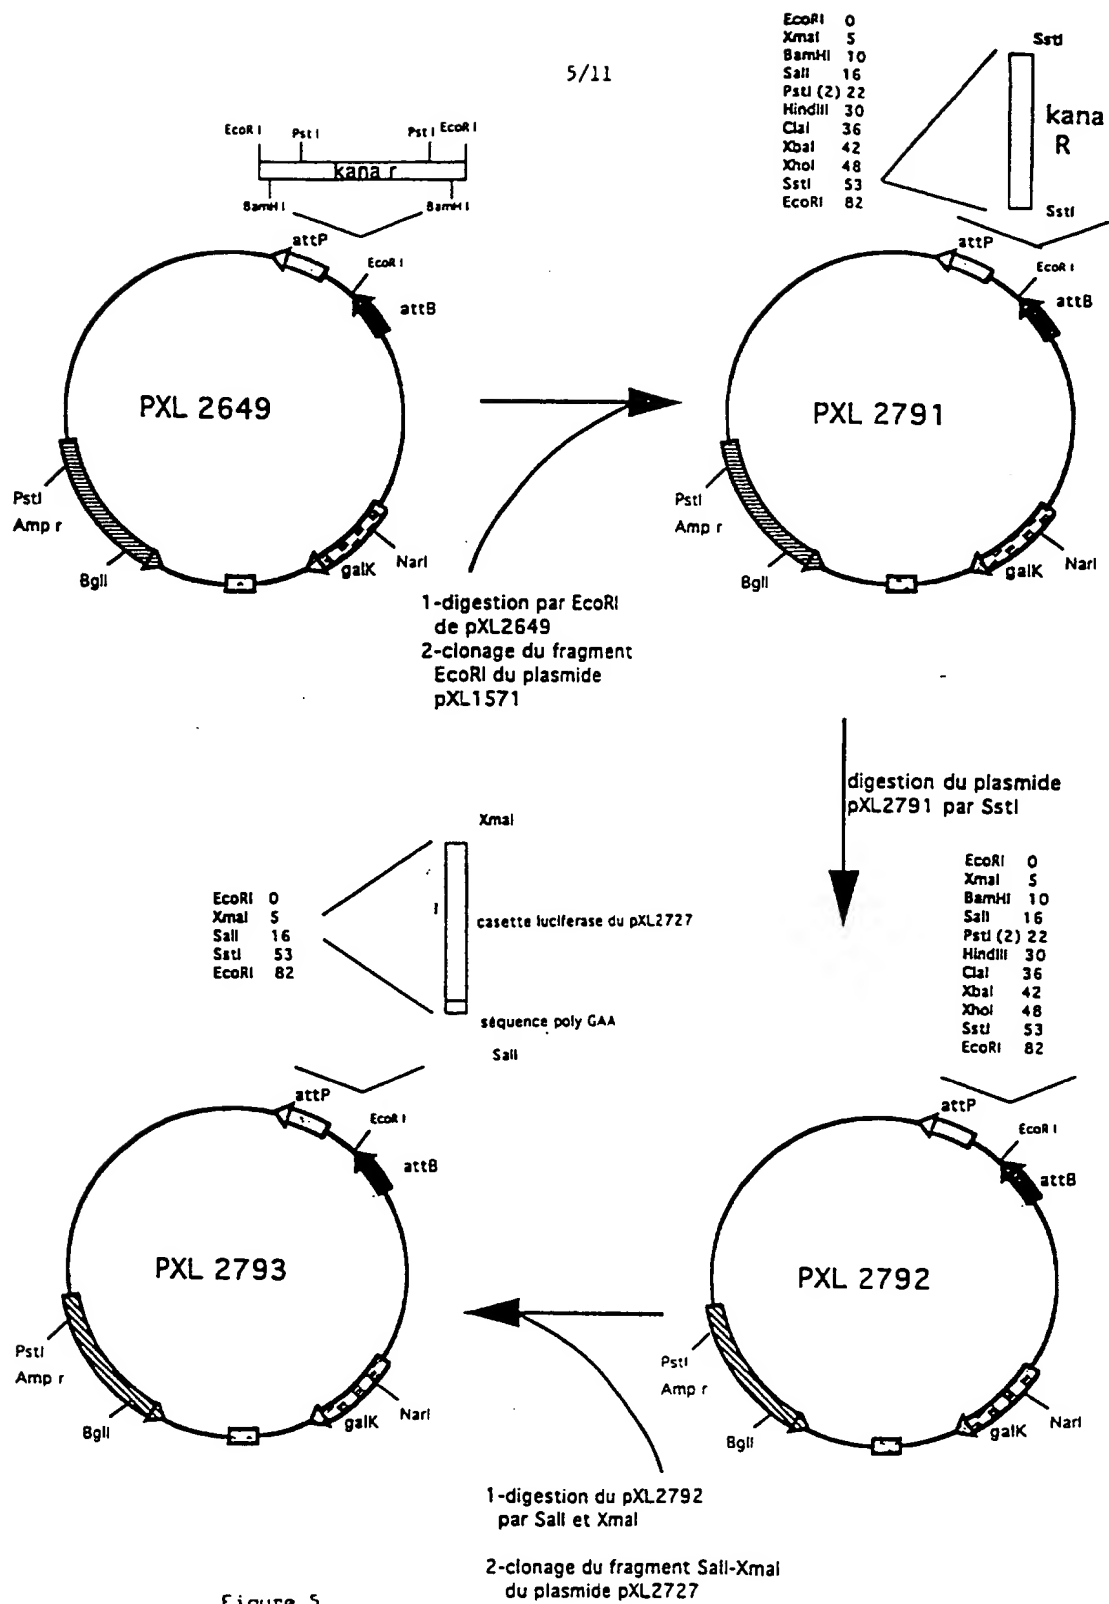 5/11
EcoR I
Pst I
Pst I
EcoR I
kana r
BamH I
BamH I
attP
EcoR I
attB
PXL 2649
PstI
Amp r
BglI
galK
NarI
EcoRI 0
XmaI 5
BamHI 10
SalI 16
PstI (2) 22
HindIII 30
ClaI 36
XbaI 42
XhoI 48
SstI 53
EcoRI 82
SstI
kana
R
SstI
attP
EcoR I
attB
PXL 2791
PstI
Amp r
BglI
galK
NarI
1-digestion par EcoRI
de pXL2649
2-clonage du fragment
EcoRI du plasmide
pXL1571
digestion du plasmide
pXL2791 par SstI
EcoRI 0
XmaI 5
BamHI 10
SalI 16
PstI (2) 22
HindIII 30
ClaI 36
XbaI 42
XhoI 48
SstI 53
EcoRI 82
attP
EcoR I
attB
PXL 2792
PstI
Amp r
BglI
galK
NarI
XmaI
EcoRI 0
XmaI 5
SalI 16
SstI 53
EcoRI 82
casette luciferase du pXL2727
séquence poly GAA
SalI
attP
EcoR I
attB
PXL 2793
PstI
Amp r
BglI
galK
NarI
1-digestion du pXL2792
par SalI et XmaI
2-clonage du fragment SalI-XmaI
du plasmide pXL2727
Figure 5